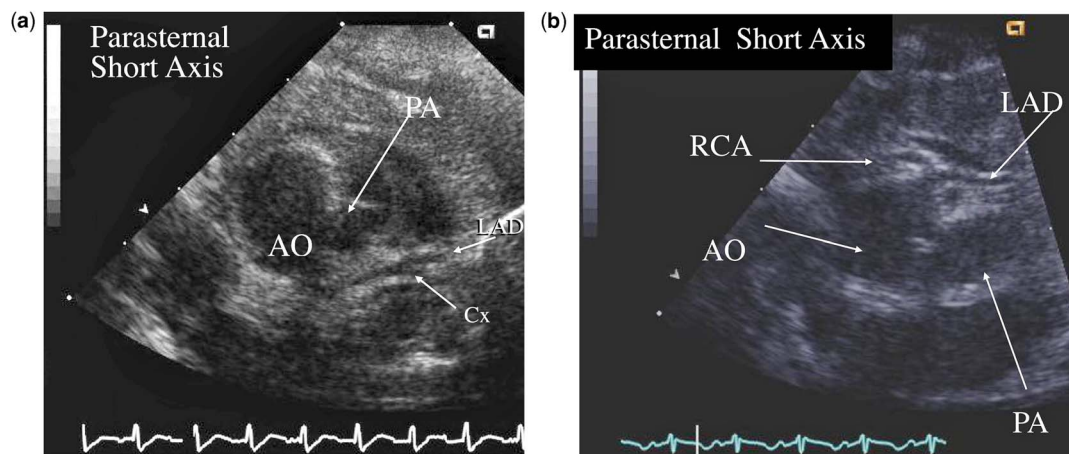 (a)
Parasternal
Short Axis
PA
AO
LAD
Cx
(b)
Parasternal Short Axis
LAD
RCA
AO
PA